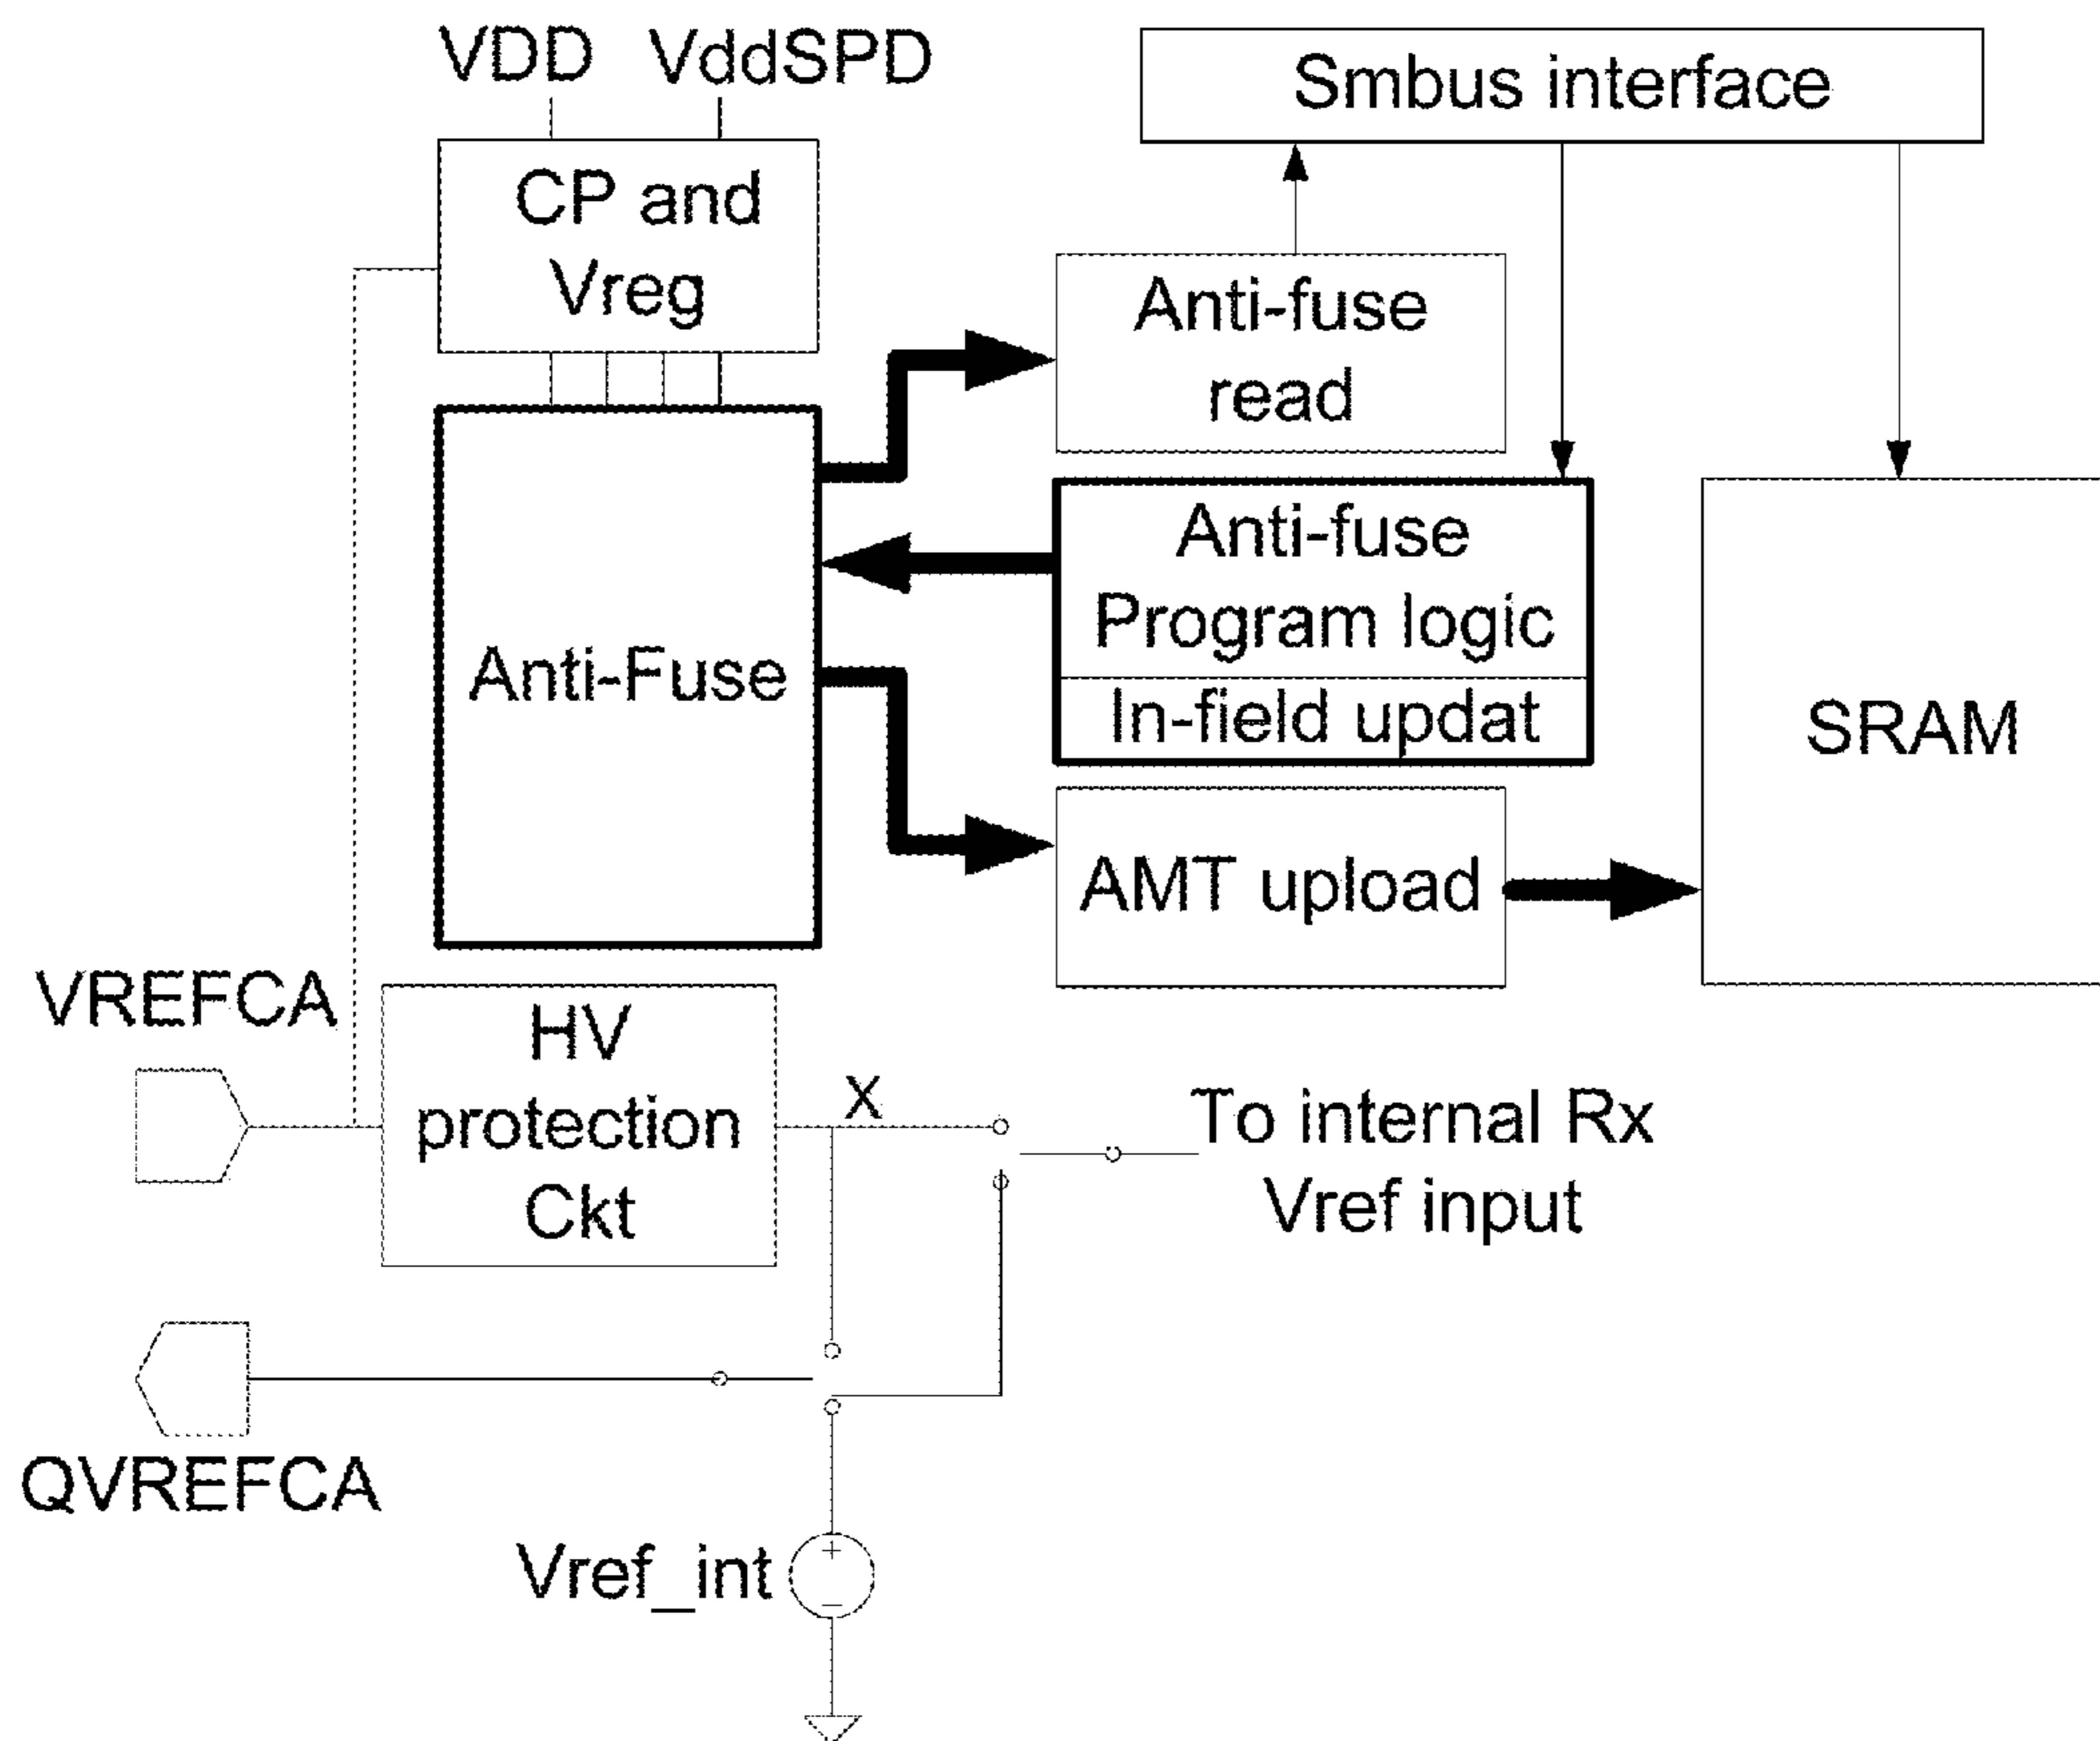 VDD VddSPD
Smbus interface
CP and
Vreg
Anti-fuse
read
Anti-fuse
Program logic
In-field updat
Anti-Fuse
SRAM
AMT upload
VREFCA
HV
protection
Ckt
X
To internal Rx
Vref input
QVREFCA
Vref_int
+
−